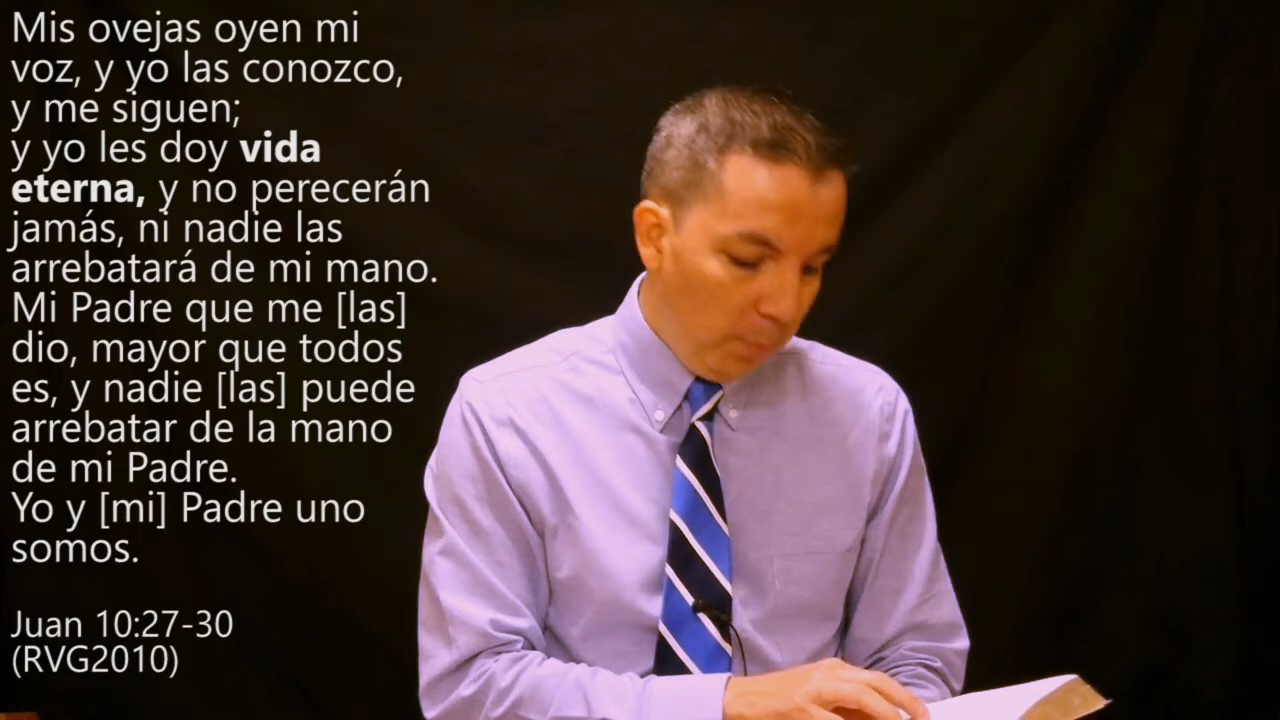 Mis ovejas oyen mi
voz, y yo las conozco,
y me siguen;
y yo les doy vida
eterna, y no perecerán
jamás, ni nadie las
arrebatará de mi mano.
Mi Padre que me [las]
dio, mayor que todos
es, y nadie [las] puede
arrebatar de la mano
de mi Padre.
Yo y [mi] Padre uno
somos.
Juan 10:27-30
(RVG2010)